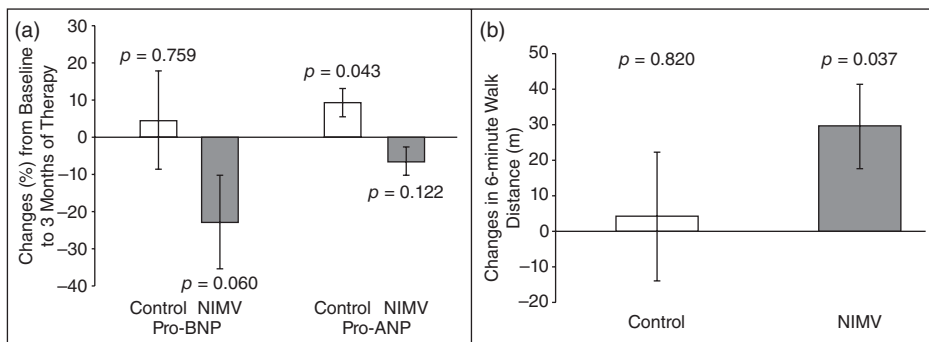 (a)
Changes (%) from Baseline
to 3 Months of Therapy
30
20
10
0
–10
–20
–30
–40
p = 0.759
p = 0.043
p = 0.122
p = 0.060
Control NIMV
Pro-BNP
Control NIMV
Pro-ANP
(b)
Changes in 6-minute Walk
Distance (m)
50
40
30
20
10
0
–10
–20
p = 0.820
p = 0.037
Control
NIMV